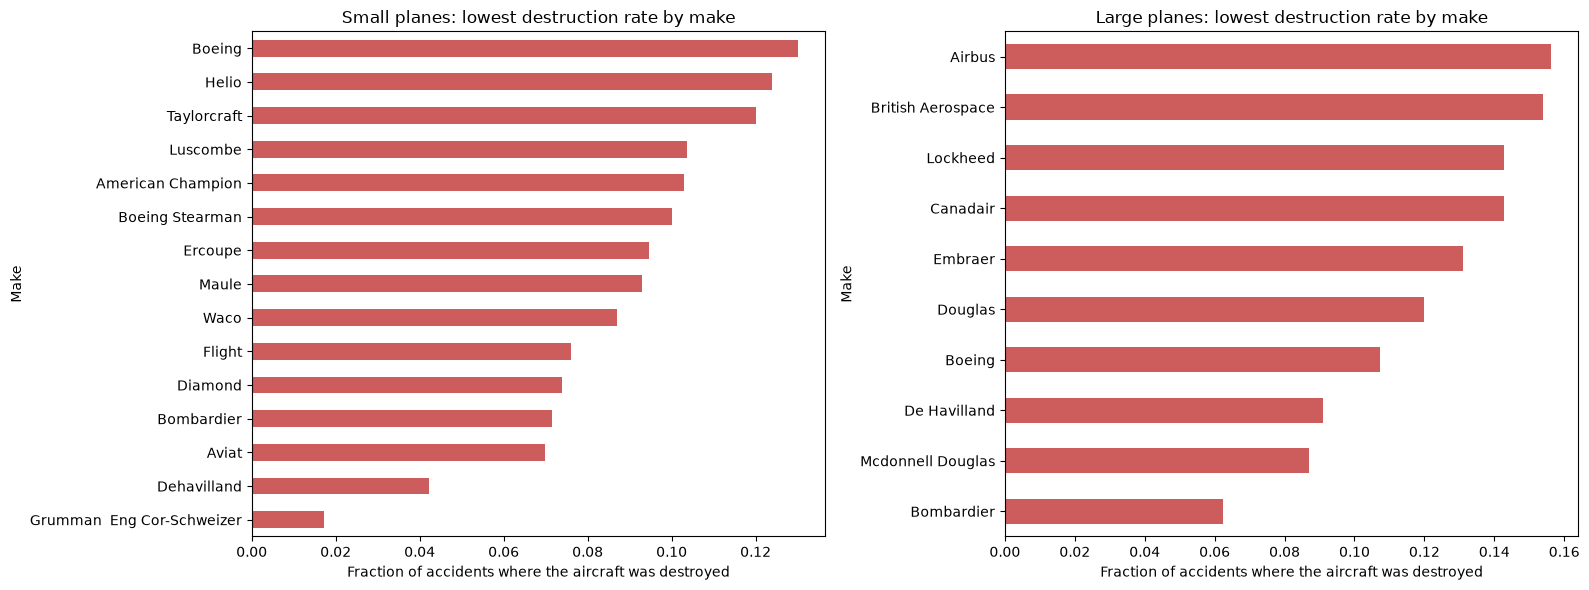 Small planes: lowest destruction rate by make
Make
Boeing
Helio
Taylorcraft
Luscombe
American Champion
Boeing Stearman
Ercoupe
Maule
Waco
Flight
Diamond
Bombardier
Aviat
Dehavilland
Grumman  Eng Cor-Schweizer
0.00 0.02 0.04 0.06 0.08 0.10 0.12
Fraction of accidents where the aircraft was destroyed
Large planes: lowest destruction rate by make
Make
Airbus
British Aerospace
Lockheed
Canadair
Embraer
Douglas
Boeing
De Havilland
Mcdonnell Douglas
Bombardier
0.00 0.02 0.04 0.06 0.08 0.10 0.12 0.14 0.16
Fraction of accidents where the aircraft was destroyed